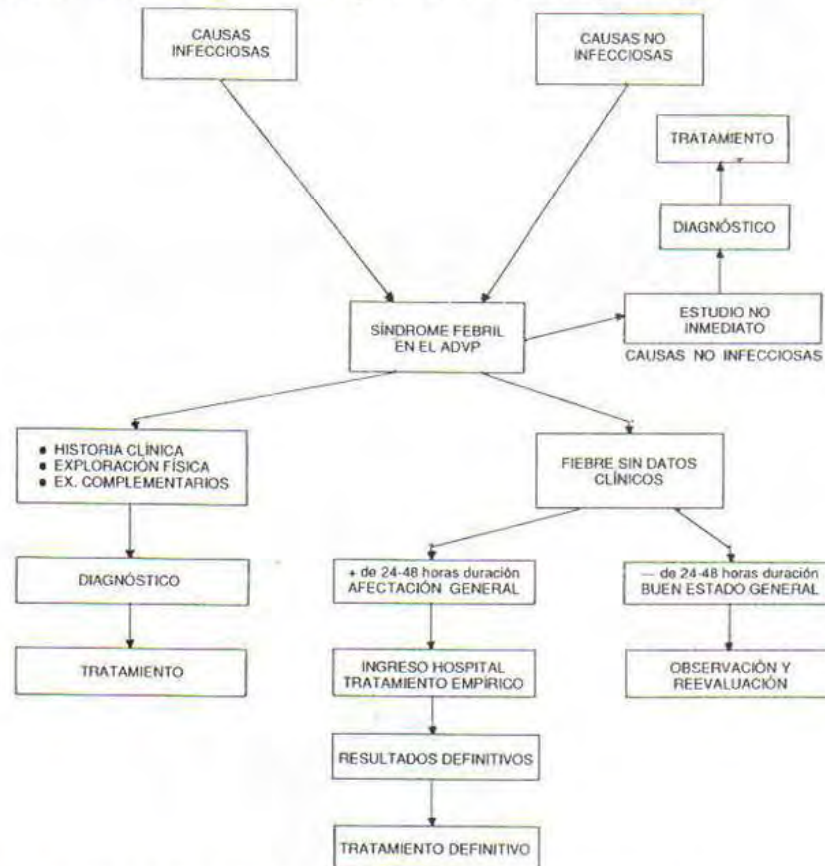 CAUSAS
INFECCIOSAS
CAUSAS NO
INFECCIOSAS
TRATAMIENTO
DIAGNÓSTICO
ESTUDIO NO
INMEDIATO
CAUSAS NO INFECCIOSAS
SÍNDROME FEBRIL
EN EL ADVP
● HISTORIA CLÍNICA
● EXPLORACIÓN FÍSICA
● EX. COMPLEMENTARIOS
DIAGNÓSTICO
TRATAMIENTO
FIEBRE SIN DATOS
CLÍNICOS
+ de 24-48 horas duración
AFECTACIÓN GENERAL
INGRESO HOSPITAL
TRATAMIENTO EMPÍRICO
RESULTADOS DEFINITIVOS
TRATAMIENTO DEFINITIVO
— de 24-48 horas duración
BUEN ESTADO GENERAL
OBSERVACIÓN Y
REEVALUACIÓN